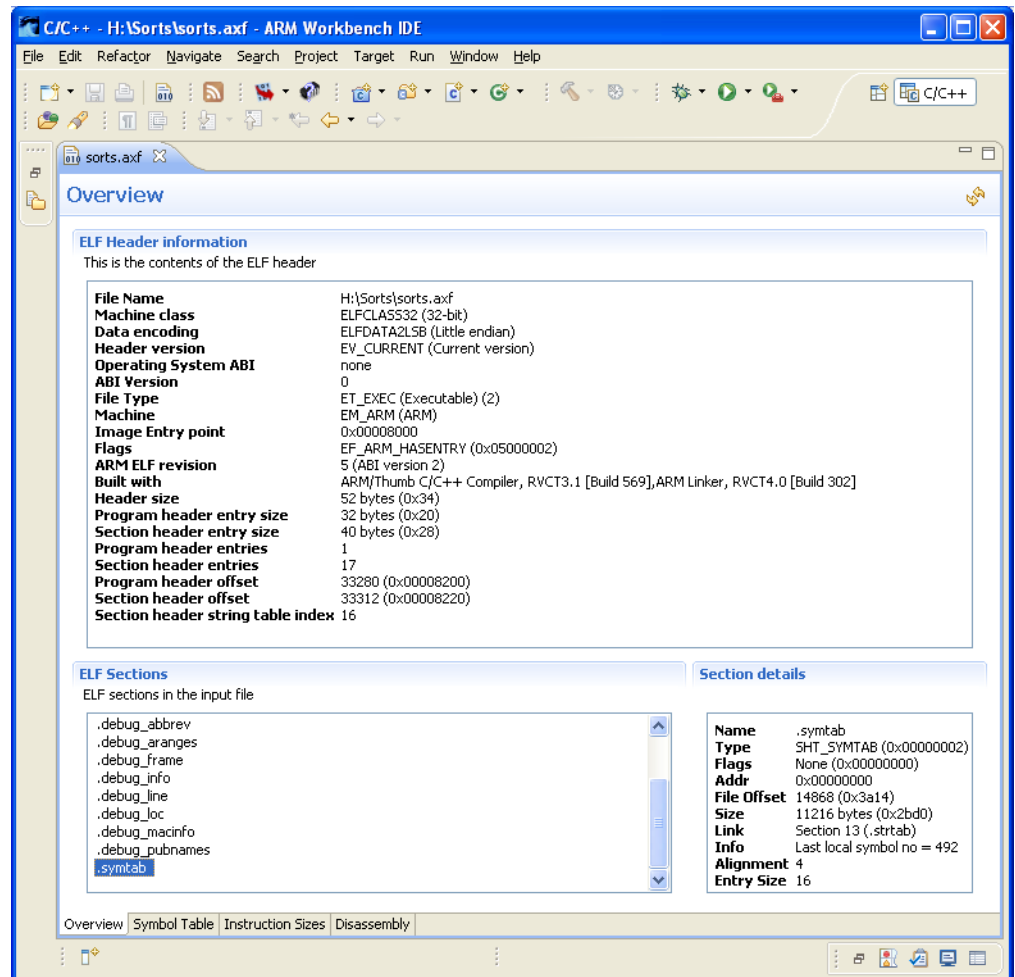 C/C++ - H:\Sorts\sorts.axf - ARM Workbench IDE
File Edit Refactor Navigate Search Project Target Run Window Help
C/C++
sorts.axf
Overview
ELF Header information
This is the contents of the ELF header
File Name H:\Sorts\sorts.axf
Machine class ELFCLASS32 (32-bit)
Data encoding ELFDATA2LSB (Little endian)
Header version EV_CURRENT (Current version)
Operating System ABI none
ABI Version 0
File Type ET_EXEC (Executable) (2)
Machine EM_ARM (ARM)
Image Entry point 0x00008000
Flags EF_ARM_HASENTRY (0x05000002)
ARM ELF revision 5 (ABI version 2)
Built with ARM/Thumb C/C++ Compiler, RVCT3.1 [Build 569],ARM Linker, RVCT4.0 [Build 302]
Header size 52 bytes (0x34)
Program header entry size 32 bytes (0x20)
Section header entry size 40 bytes (0x28)
Program header entries 1
Section header entries 17
Program header offset 33280 (0x00008200)
Section header offset 33312 (0x00008220)
Section header string table index 16
ELF Sections
ELF sections in the input file
.debug_abbrev
.debug_aranges
.debug_frame
.debug_info
.debug_line
.debug_loc
.debug_macinfo
.debug_pubnames
.symtab
Section details
Name .symtab
Type SHT_SYMTAB (0x00000002)
Flags None (0x00000000)
Addr 0x00000000
File Offset 14868 (0x3a14)
Size 11216 bytes (0x2bd0)
Link Section 13 (.strtab)
Info Last local symbol no = 492
Alignment 4
Entry Size 16
Overview Symbol Table Instruction Sizes Disassembly